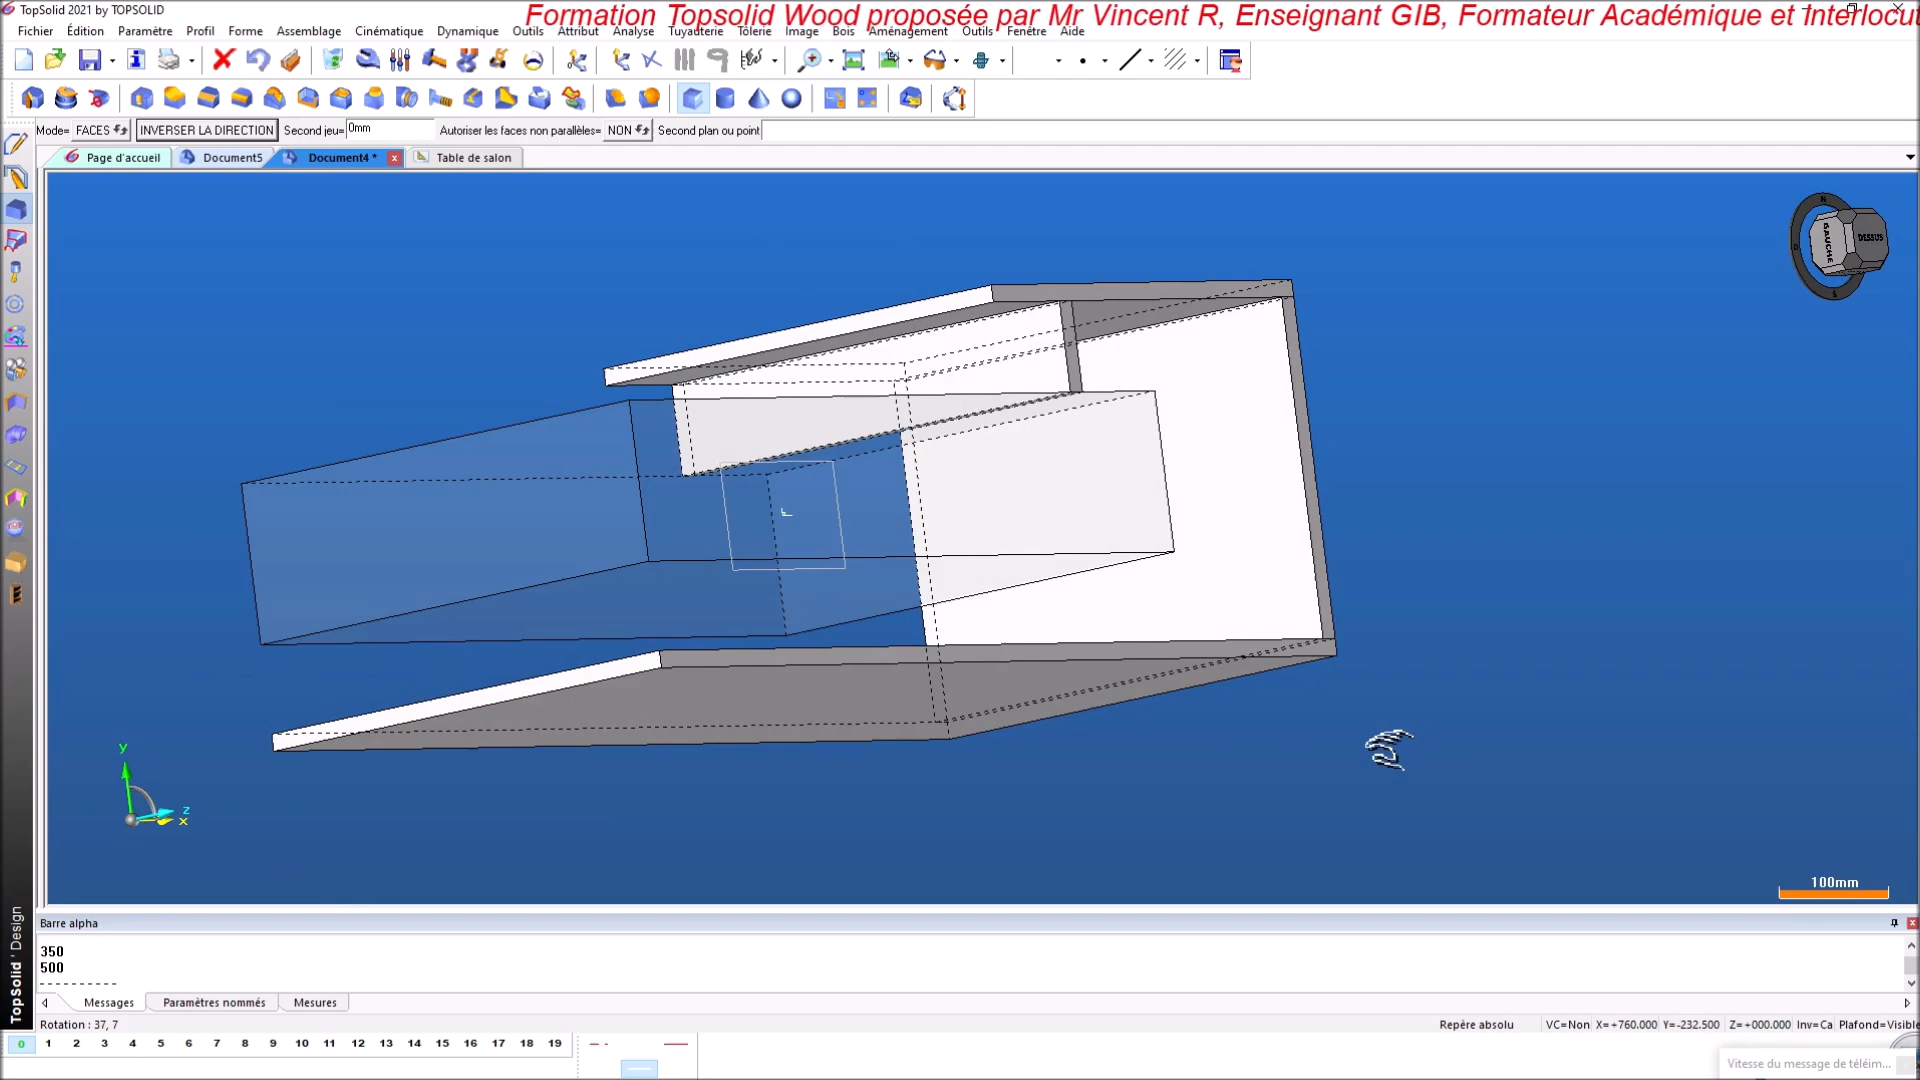 TopSolid 2021 by TOPSOLID
Formation Topsolid Wood proposée par Mr Vincent R, Enseignant GIB, Formateur Académique et Interlocu
Fichier Édition Paramètre Profil Forme Assemblage Cinématique Dynamique Outils Attribut Analyse Tuyauterie Tôlerie Image Bois Aménagement Outils Fenêtre Aide
Mode= FACES INVERSER LA DIRECTION Second jeu= 0mm Autoriser les faces non parallèles= NON Second plan ou point
Page d'accueil Document5 Document4 * Table de salon
GAUCHE DESSUS
y
z
x
100mm
Barre alpha
350
500
TopSolid ' Design
Messages Paramètres nommés Mesures
Rotation : 37, 7 Repère absolu VC=Non X=+760.000 Y=-232.500 Z=+000.000 Inv=Ca Plafond=Visible
0 1 2 3 4 5 6 7 8 9 10 11 12 13 14 15 16 17 18 19
Vitesse du message de téléim...